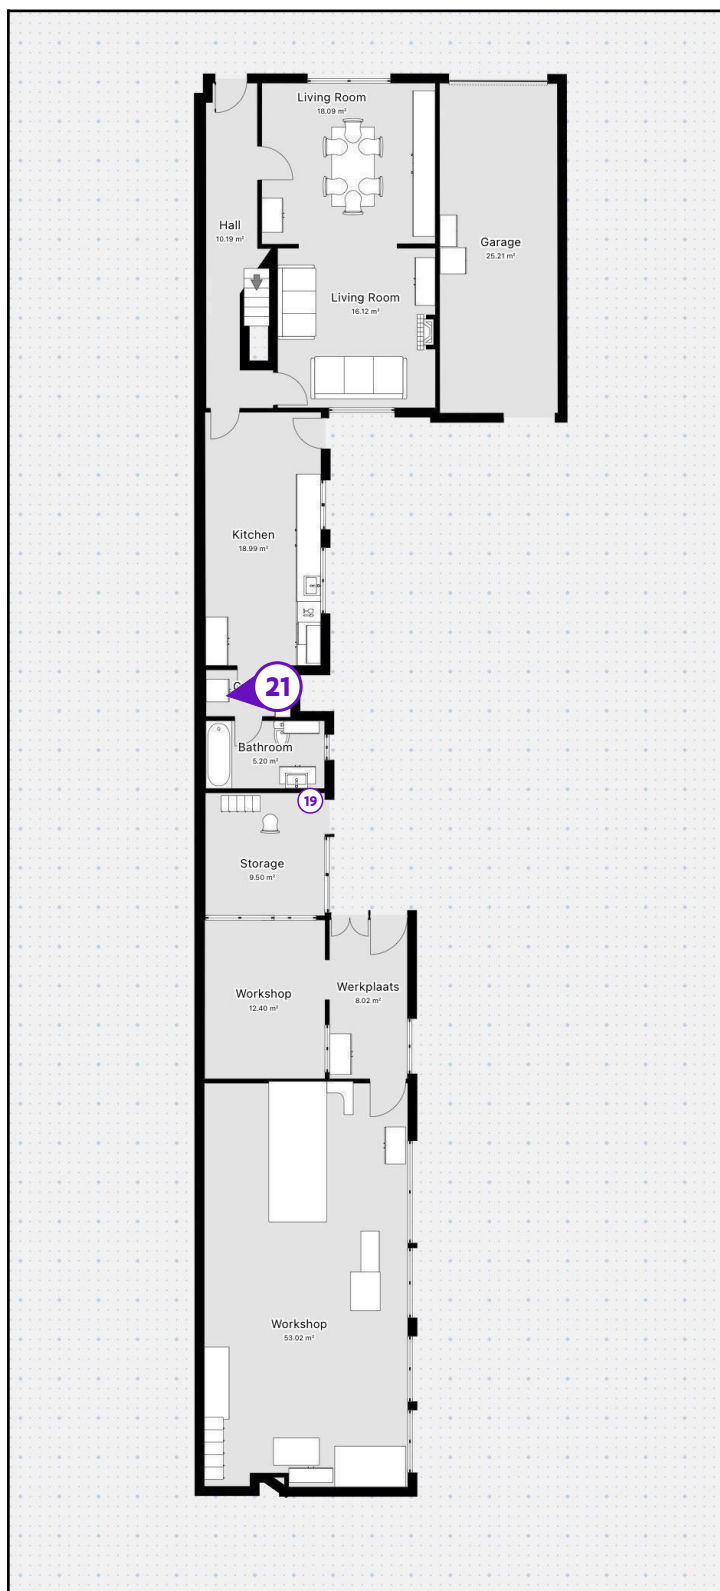 Living Room
18.09 m²
Hall
10.19 m²
Garage
25.21 m²
Living Room
16.12 m²
Kitchen
18.99 m²
21
Bathroom
5.20 m²
19
Storage
9.50 m²
Workshop
12.40 m²
Werkplaats
8.02 m²
Workshop
53.02 m²